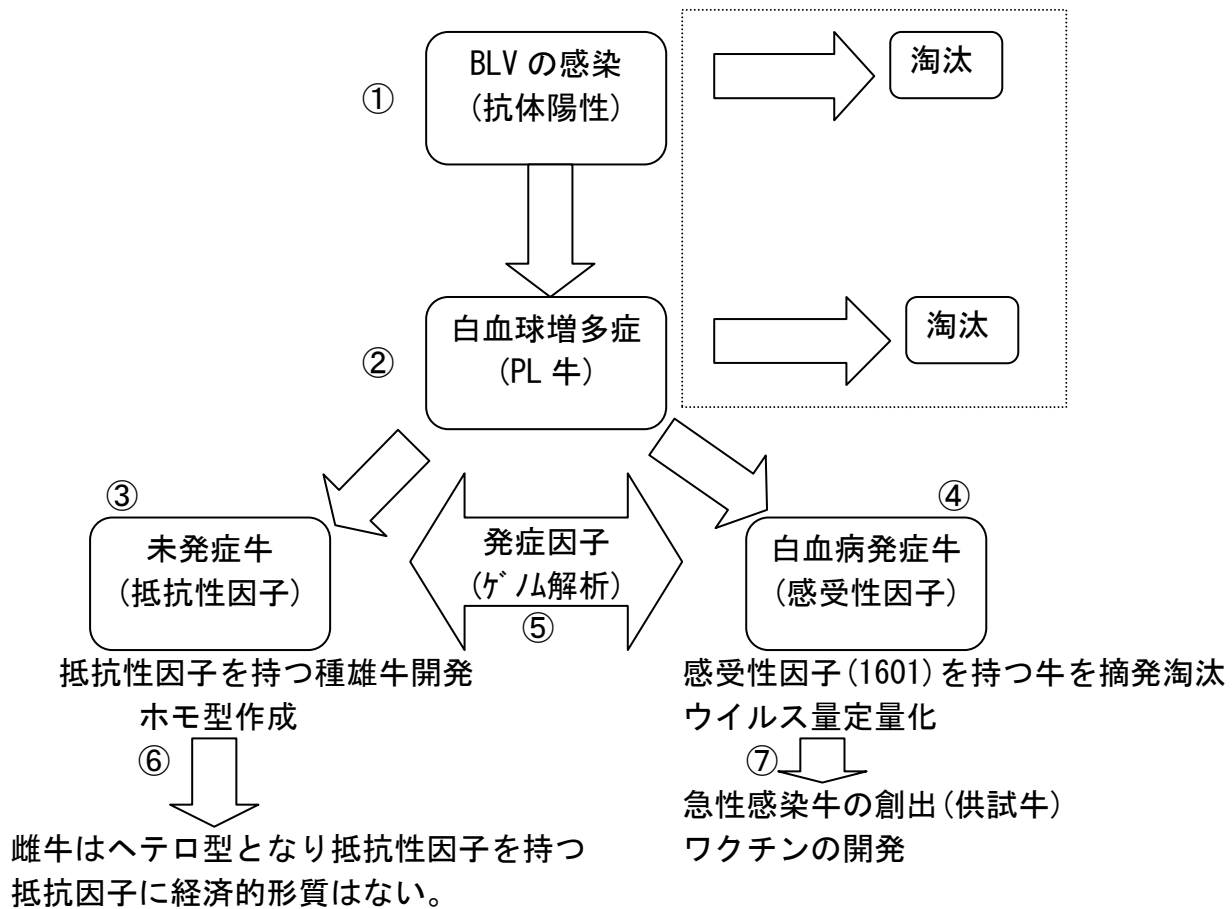 BLVの感染
(抗体陽性)
①
淘汰
白血球増多症
(PL牛)
②
淘汰
③
未発症牛
(抵抗性因子)
発症因子
(ｹﾞﾉﾑ解析)
⑤
④
白血病発症牛
(感受性因子)
抵抗性因子を持つ種雄牛開発
ホモ型作成
⑥
雌牛はヘテロ型となり抵抗性因子を持つ
抵抗因子に経済的形質はない。
感受性因子(1601)を持つ牛を摘発淘汰
ウイルス量定量化
⑦
急性感染牛の創出(供試牛)
ワクチンの開発